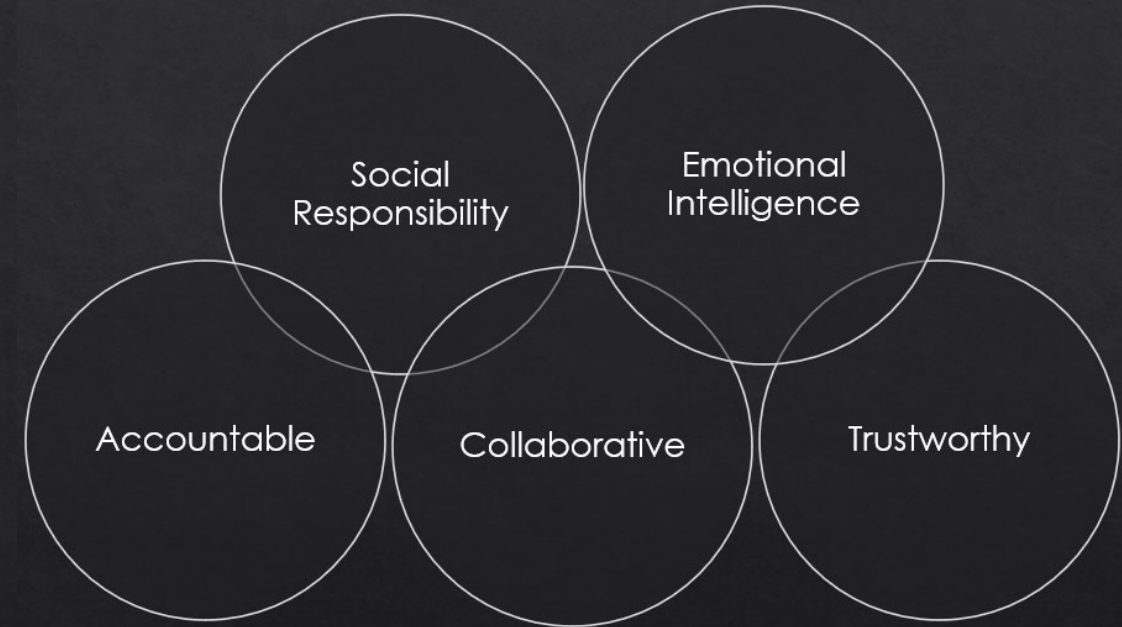 Social
Responsibility
Emotional
Intelligence
Accountable
Collaborative
Trustworthy